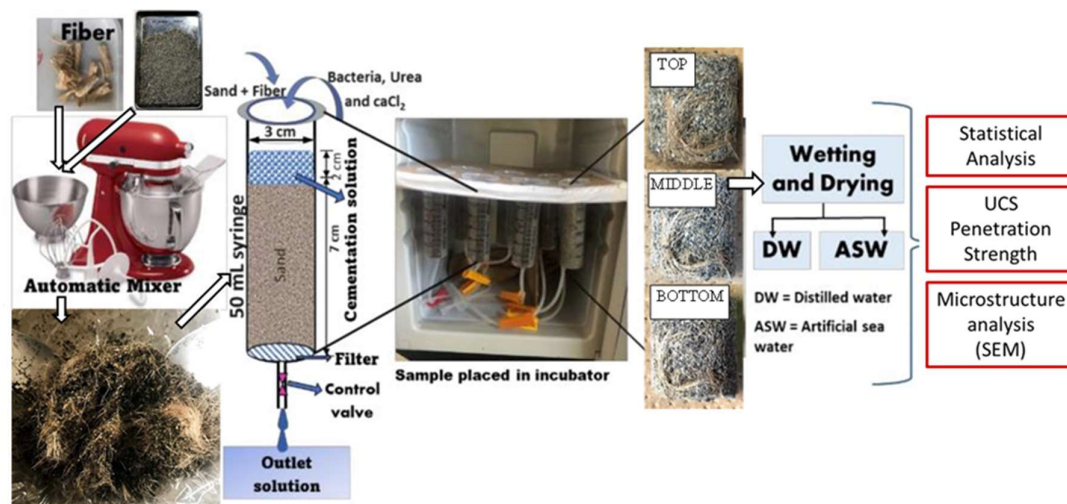 Fiber
Automatic Mixer
Sand + Fiber
Bacteria, Urea
and caCl2
3 cm
2 cm
7 cm
50 mL syringe
Sand
Cementation solution
Filter
Control
valve
Outlet
solution
Sample placed in incubator
TOP
MIDDLE
BOTTOM
Wetting
and Drying
DW
ASW
DW = Distilled water
ASW = Artificial sea
water
Statistical
Analysis
UCS
Penetration
Strength
Microstructure
analysis
(SEM)